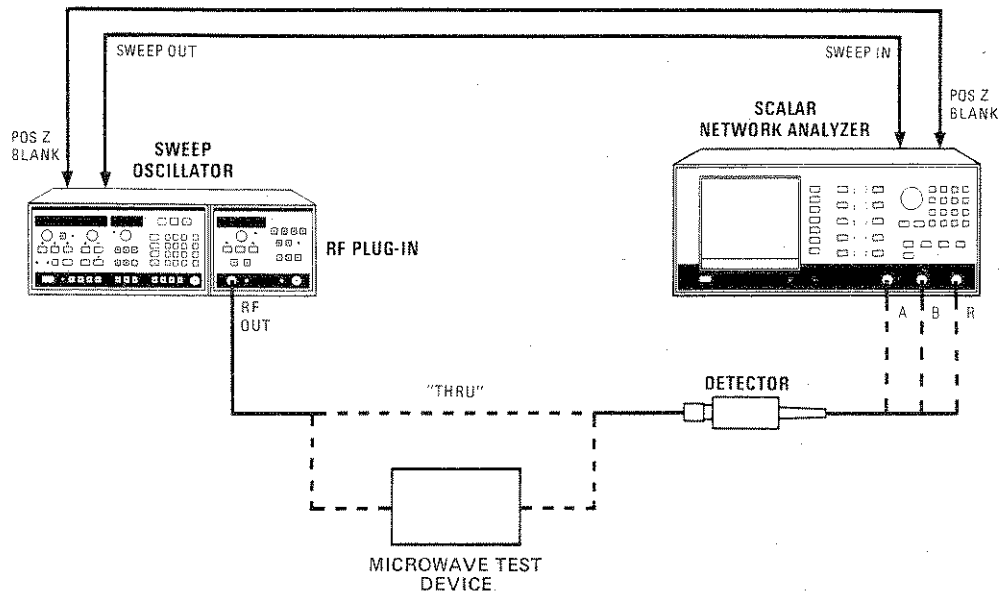 SWEEP OUT
SWEEP IN
POS Z
BLANK
SWEEP
OSCILLATOR
SCALAR
NETWORK ANALYZER
POS Z
BLANK
RF PLUG-IN
RF
OUT
A
B
R
"THRU"
DETECTOR
MICROWAVE TEST
DEVICE